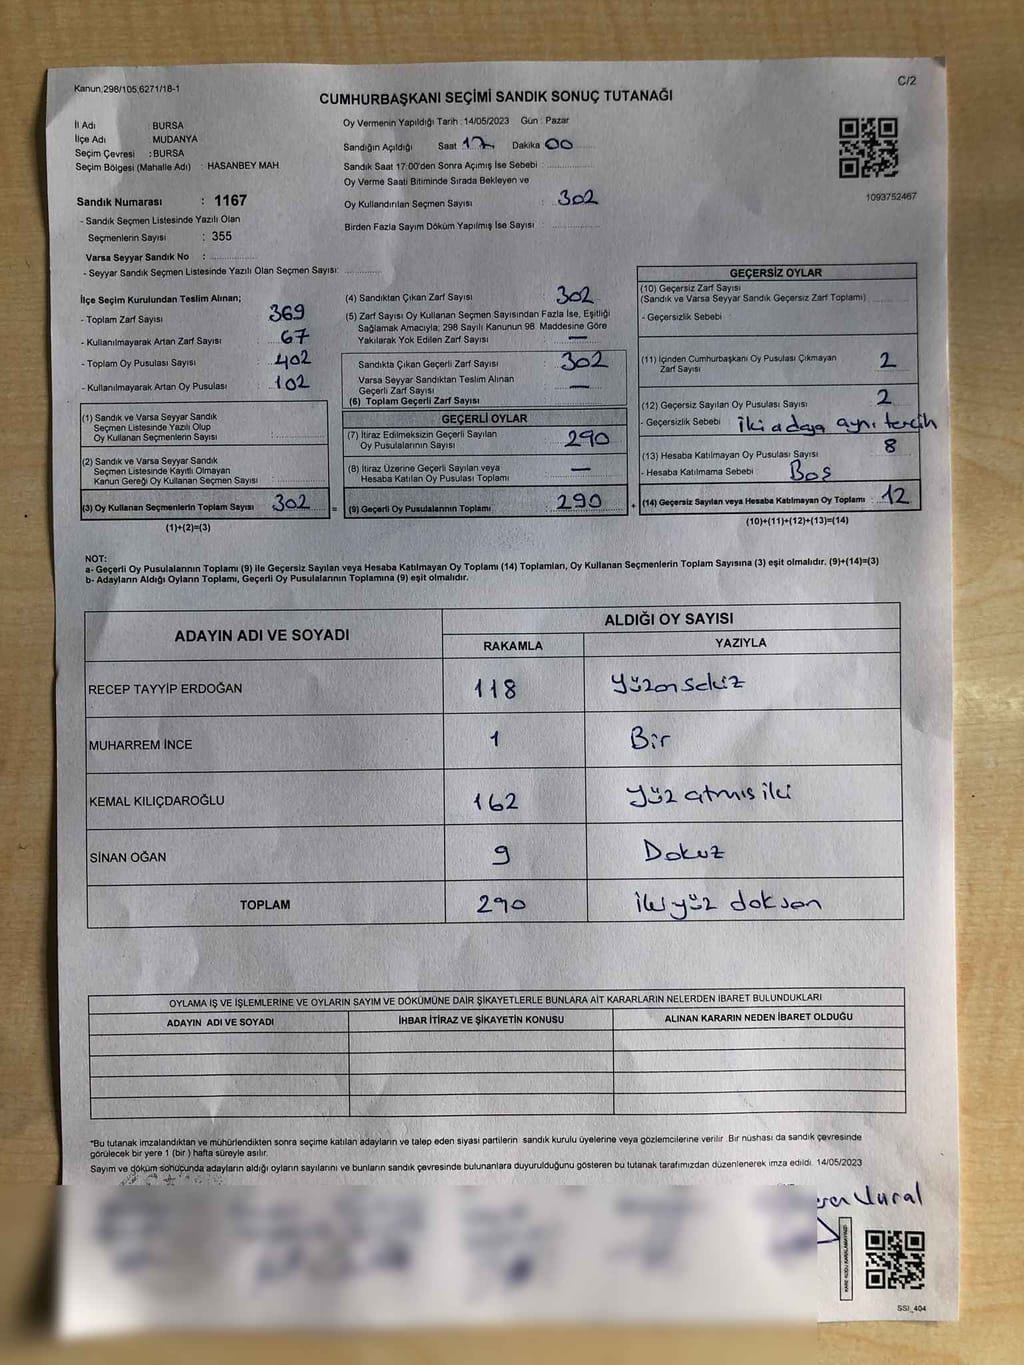 Kanun,298/105,6271/18-1
C/2
CUMHURBAŞKANI SEÇİMİ SANDIK SONUÇ TUTANAĞI
İl Adı : BURSA
İlçe Adı : MUDANYA
Seçim Çevresi : BURSA
Seçim Bölgesi (Mahalle Adı) : HASANBEY MAH
Sandık Numarası : 1167
- Sandık Seçmen Listesinde Yazılı Olan
Seçmenlerin Sayısı : 355
Varsa Seyyar Sandık No :
- Seyyar Sandık Seçmen Listesinde Yazılı Olan Seçmen Sayısı:
Oy Vermenin Yapıldığı Tarih : 14/05/2023 Gün : Pazar
Sandığın Açıldığı Saat 17 Dakika 00
Sandık Saat 17:00'den Sonra Açımış İse Sebebi :
Oy Verme Saati Bitiminde Sırada Bekleyen ve
Oy Kullandırılan Seçmen Sayısı : 302
Birden Fazla Sayım Döküm Yapılmış İse Sayısı :
1093752467
İlçe Seçim Kurulundan Teslim Alınan;
- Toplam Zarf Sayısı : 369
- Kullanılmayarak Artan Zarf Sayısı : 67
- Toplam Oy Pusulası Sayısı : 402
- Kullanılmayarak Artan Oy Pusulası : 102
(1) Sandık ve Varsa Seyyar Sandık
Seçmen Listesinde Yazılı Olup
Oy Kullanan Seçmenlerin Sayısı :
(2) Sandık ve Varsa Seyyar Sandık
Seçmen Listesinde Kayıtlı Olmayan
Kanun Gereği Oy Kullanan Seçmen Sayısı :
(3) Oy Kullanan Seçmenlerin Toplam Sayısı : 302 =
(1)+(2)=(3)
(4) Sandıktan Çıkan Zarf Sayısı : 302
(5) Zarf Sayısı Oy Kullanan Seçmen Sayısından Fazla İse, Eşitliği
Sağlamak Amacıyla; 298 Sayılı Kanunun 98 Maddesine Göre
Yakılarak Yok Edilen Zarf Sayısı : —
Sandıkta Çıkan Geçerli Zarf Sayısı : 302
Varsa Seyyar Sandıktan Teslim Alınan
Geçerli Zarf Sayısı : —
(6) Toplam Geçerli Zarf Sayısı
GEÇERLİ OYLAR
(7) İtiraz Edilmeksizin Geçerli Sayılan
Oy Pusulalarının Sayısı : 290
(8) İtiraz Üzerine Geçerli Sayılan veya
Hesaba Katılan Oy Pusulası Toplamı : —
(9) Geçerli Oy Pusulalarının Toplamı : 290 +
GEÇERSİZ OYLAR
(10) Geçersiz Zarf Sayısı
(Sandık ve Varsa Seyyar Sandık Geçersiz Zarf Toplamı)
- Geçersizlik Sebebi :
(11) İçinden Cumhurbaşkanı Oy Pusulası Çıkmayan
Zarf Sayısı : 2
(12) Geçersiz Sayılan Oy Pusulası Sayısı : 2
- Geçersizlik Sebebi : İki adaya aynı tercih
(13) Hesaba Katılmayan Oy Pusulası Sayısı : 8
- Hesaba Katılmama Sebebi : Boş
(14) Geçersiz Sayılan veya Hesaba Katılmayan Oy Toplamı : 12
(10)+(11)+(12)+(13)=(14)
NOT:
a- Geçerli Oy Pusulalarının Toplamı (9) ile Geçersiz Sayılan veya Hesaba Katılmayan Oy Toplamı (14) Toplamları, Oy Kullanan Seçmenlerin Toplam Sayısına (3) eşit olmalıdır. (9)+(14)=(3)
b- Adayların Aldığı Oyların Toplamı, Geçerli Oy Pusulalarının Toplamına (9) eşit olmalıdır.
ADAYIN ADI VE SOYADI
ALDIĞI OY SAYISI
RAKAMLA YAZIYLA
RECEP TAYYİP ERDOĞAN 118 Yüzonsekiz
MUHARREM İNCE 1 Bir
KEMAL KILIÇDAROĞLU 162 Yüz atmış iki
SİNAN OĞAN 9 Dokuz
TOPLAM 290 İki yüz doksan
OYLAMA İŞ VE İŞLEMLERİNE VE OYLARIN SAYIM VE DÖKÜMÜNE DAİR ŞİKAYETLERLE BUNLARA AİT KARARLARIN NELERDEN İBARET BULUNDUKLARI
ADAYIN ADI VE SOYADI İHBAR İTİRAZ VE ŞİKAYETİN KONUSU ALINAN KARARIN NEDEN İBARET OLDUĞU
*Bu tutanak imzalandıktan ve mühürlendikten sonra seçime katılan adayların ve talep eden siyasi partilerin sandık kurulu üyelerine veya gözlemcilerine verilir. Bir nüshası da sandık çevresinde
görülecek bir yere 1 (bir) hafta süreyle asılır.
Sayım ve döküm sonucunda adayların aldığı oyların sayılarını ve bunların sandık çevresinde bulunanlara duyurulduğunu gösteren bu tutanak tarafımızdan düzenlenerek imza edildi. 14/05/2023
Vural
KARE KODU KARALAMAYINIZ!
SSI_404